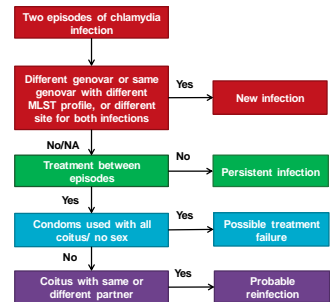 Two episodes of chlamydia
infection
Different genovar or same
genovar with different
MLST profile, or different
site for both infections
Yes
New infection
No/NA
Treatment between
episodes
No
Persistent infection
Yes
Condoms used with all
coitus/ no sex
Yes
Possible treatment
failure
No
Coitus with same or
different partner
Yes
Probable
reinfection